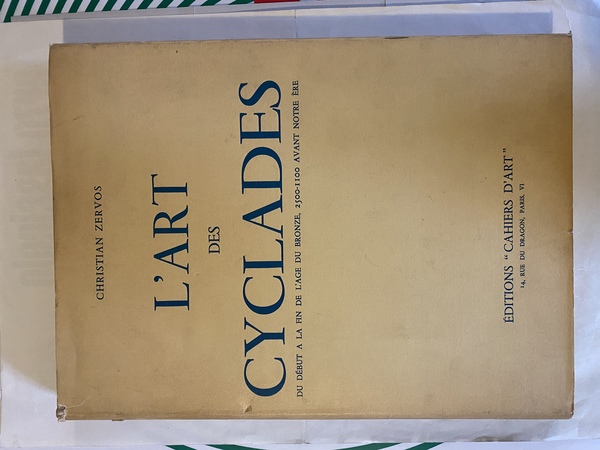 CHRISTIAN ZERVOS
L'ART
DES
CYCLADES
DU DÉBUT A LA FIN DE L'AGE DU BRONZE, 2500-1100 AVANT NOTRE ÈRE
ÉDITIONS "CAHIERS D'ART"
14, RUE DU DRAGON, PARIS, VI